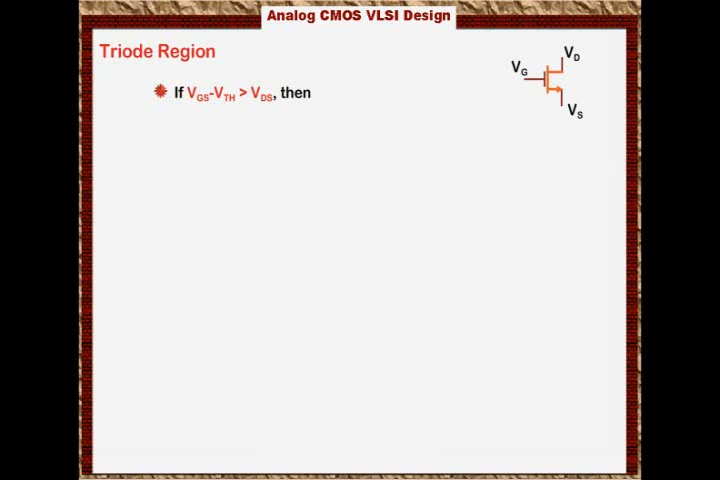 Analog CMOS VLSI Design
Triode Region
If VGS-VTH > VDS, then
VD
VG
VS